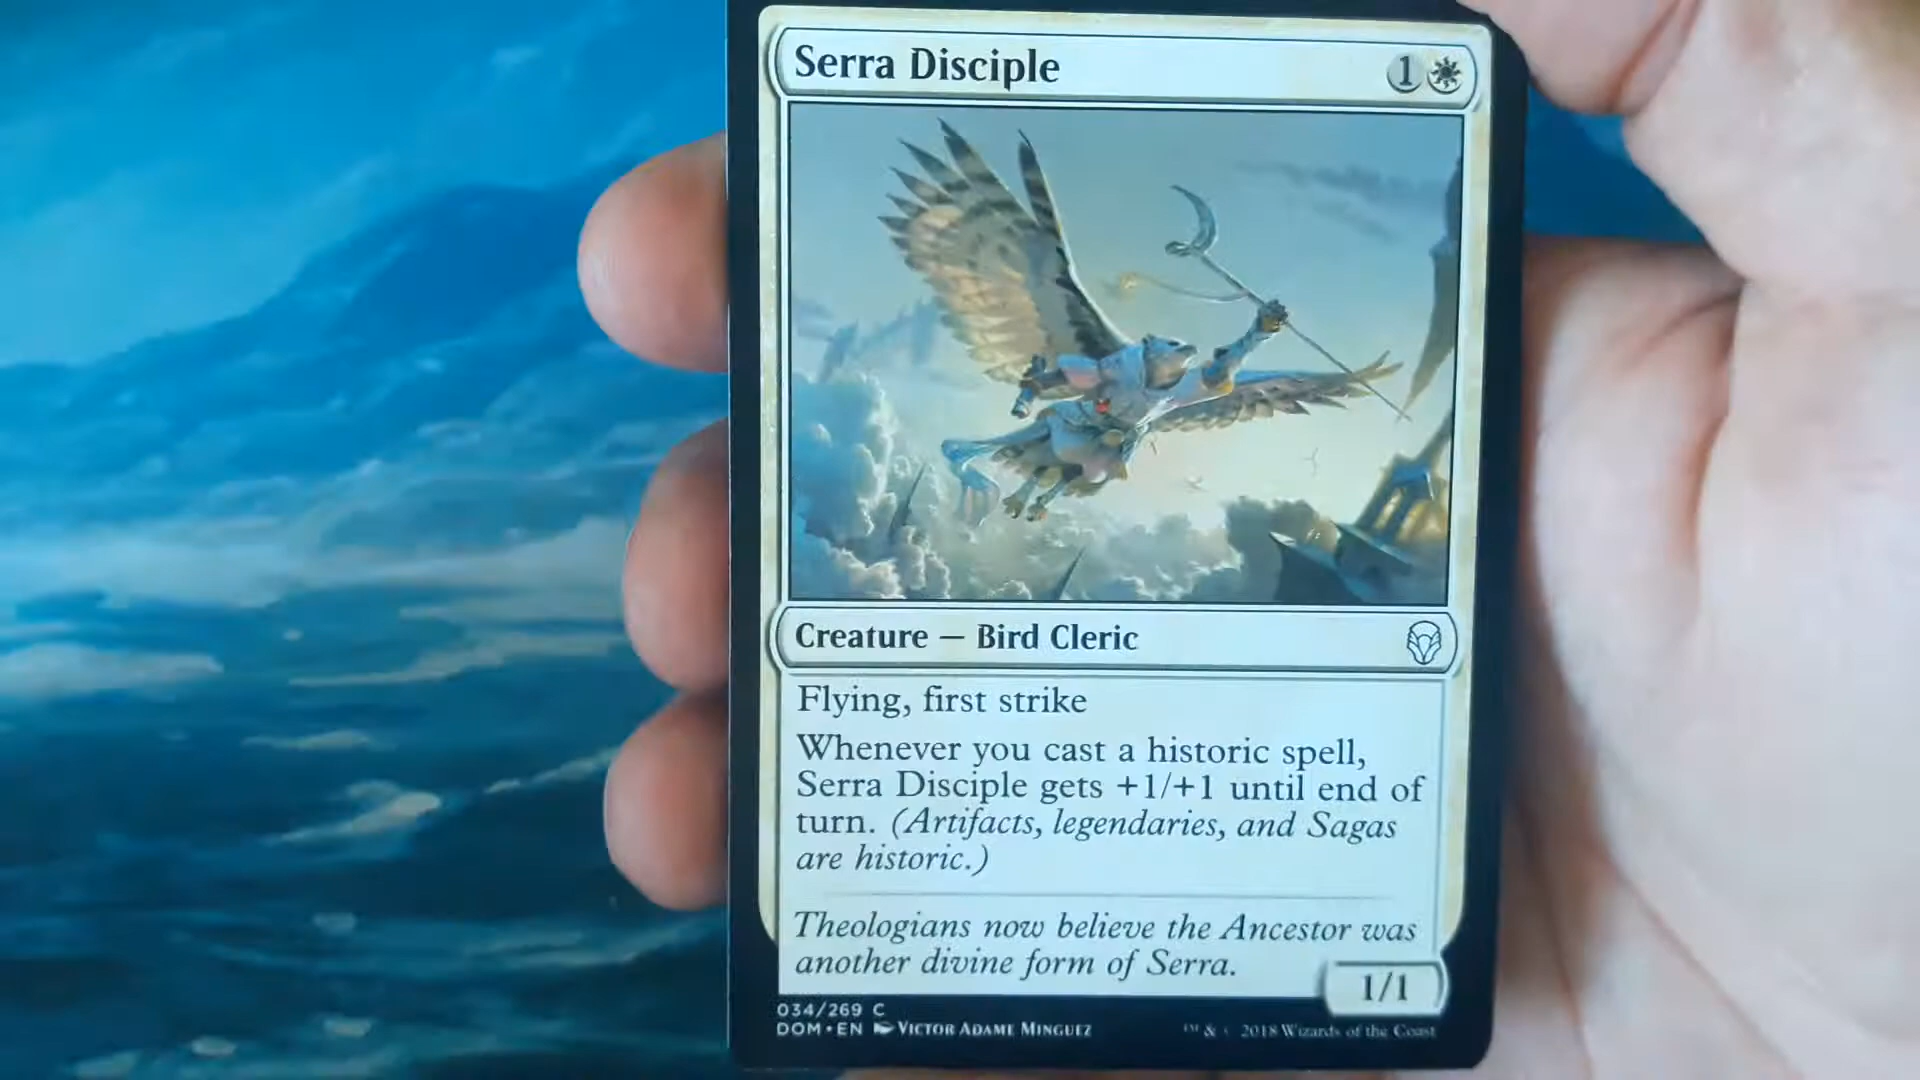 Serra Disciple 1
Creature — Bird Cleric
Flying, first strike
Whenever you cast a historic spell,
Serra Disciple gets +1/+1 until end of
turn. (Artifacts, legendaries, and Sagas
are historic.)
Theologians now believe the Ancestor was
another divine form of Serra.
1/1
034/269 C
DOM • EN VICTOR ADAME MINGUEZ ™ & © 2018 Wizards of the Coast